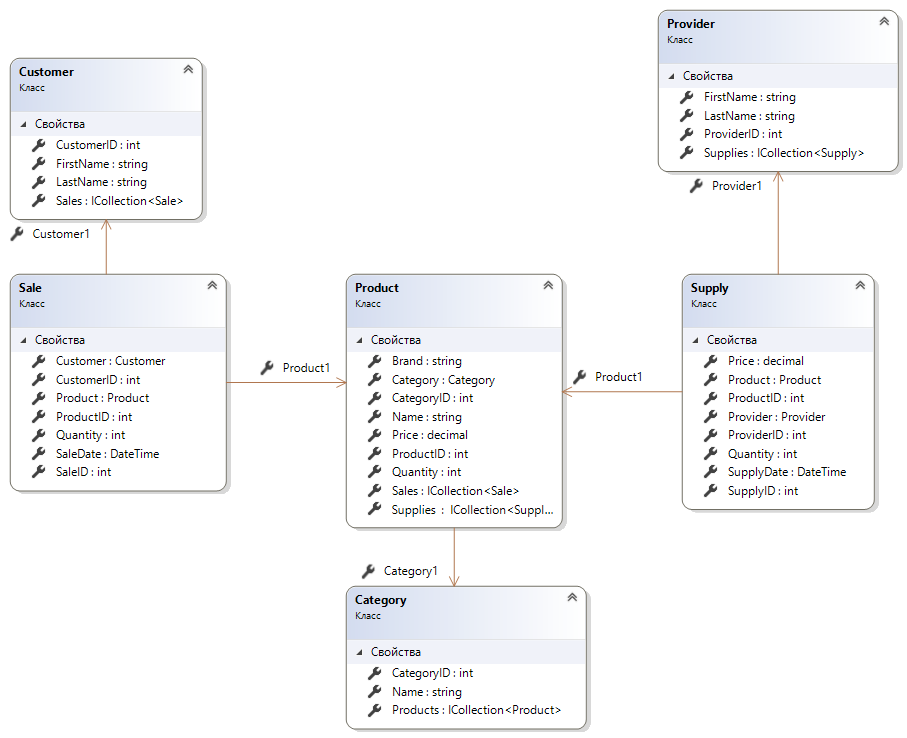 Provider
Класс
Свойства
FirstName : string
LastName : string
ProviderID : int
Supplies : ICollection<Supply>
Provider1
Customer
Класс
Свойства
CustomerID : int
FirstName : string
LastName : string
Sales : ICollection<Sale>
Customer1
Sale
Класс
Свойства
Customer : Customer
CustomerID : int
Product : Product
ProductID : int
Quantity : int
SaleDate : DateTime
SaleID : int
Product1
Product
Класс
Свойства
Brand : string
Category : Category
CategoryID : int
Name : string
Price : decimal
ProductID : int
Quantity : int
Sales : ICollection<Sale>
Supplies : ICollection<Suppl...
Product1
Supply
Класс
Свойства
Price : decimal
Product : Product
ProductID : int
Provider : Provider
ProviderID : int
Quantity : int
SupplyDate : DateTime
SupplyID : int
Category1
Category
Класс
Свойства
CategoryID : int
Name : string
Products : ICollection<Product>